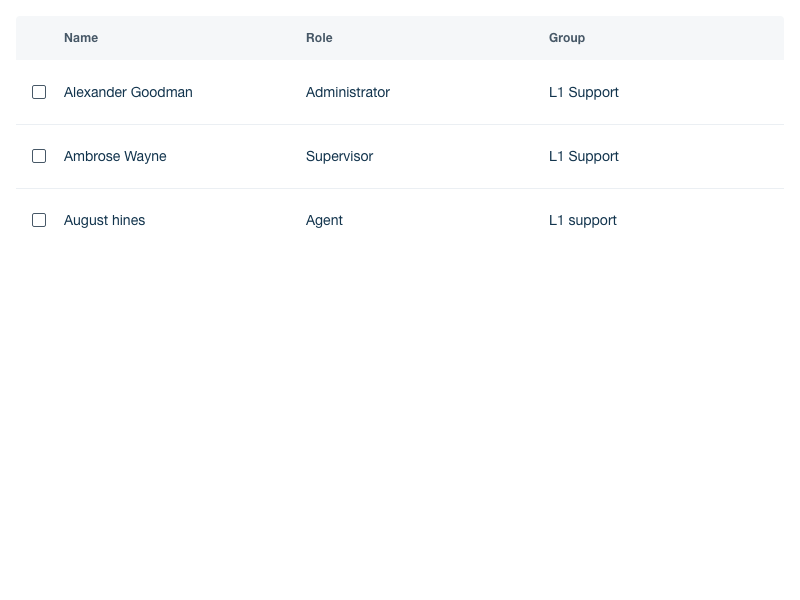 Name Role Group
Alexander Goodman Administrator L1 Support
Ambrose Wayne Supervisor L1 Support
August hines Agent L1 support